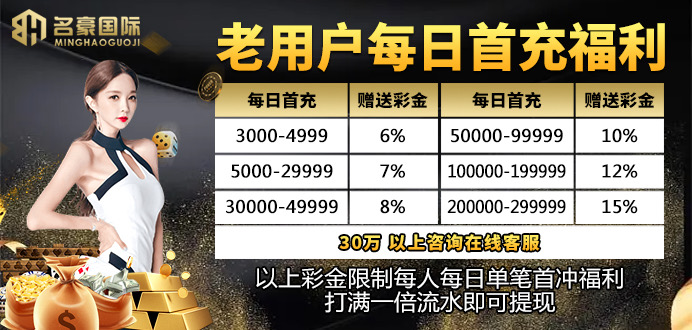 名豪国际
MINGHAOGUOJI
老用户每日首充福利
每日首充 赠送彩金 每日首充 赠送彩金
3000-4999 6% 50000-99999 10%
5000-29999 7% 100000-199999 12%
30000-49999 8% 200000-299999 15%
30万 以上咨询在线客服
以上彩金限制每人每日单笔首冲福利
打满一倍流水即可提现